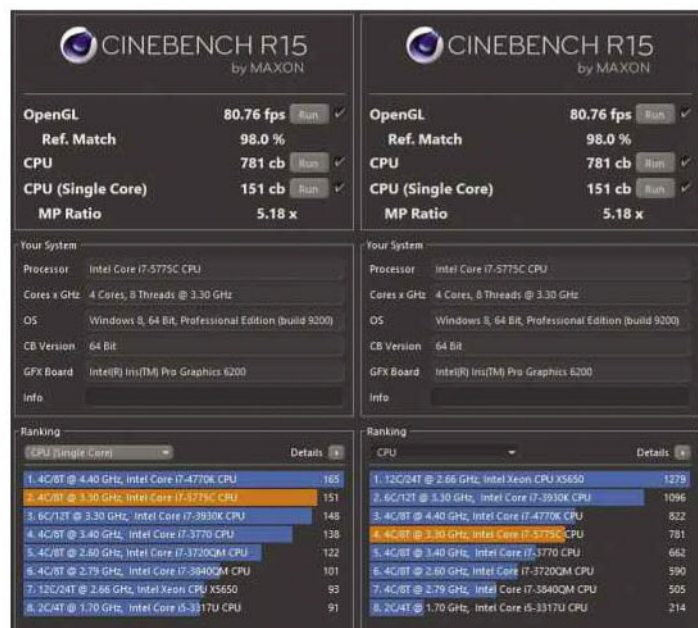 CINEBENCH R15
by MAXON
OpenGL 80.76 fps Run
Ref. Match 98.0 %
CPU 781 cb Run
CPU (Single Core) 151 cb Run
MP Ratio 5.18 x
Your System
Processor Intel Core i7-5775C CPU
Cores x GHz 4 Cores, 8 Threads @ 3.30 GHz
OS Windows 8, 64 Bit, Professional Edition (build 9200)
CB Version 64 Bit
GFX Board Intel(R) Iris(TM) Pro Graphics 6200
Info
Ranking
CPU (Single Core) Details
1. 4C/8T @ 4.40 GHz, Intel Core i7-4770K CPU 165
2. 4C/8T @ 3.30 GHz, Intel Core i7-5775C CPU 151
3. 6C/12T @ 3.30 GHz, Intel Core i7-3930K CPU 148
4. 4C/8T @ 3.40 GHz, Intel Core i7-3770 CPU 138
5. 4C/8T @ 2.60 GHz, Intel Core i7-3720QM CPU 122
6. 4C/8T @ 2.79 GHz, Intel Core i7-3840QM CPU 101
7. 12C/24T @ 2.66 GHz, Intel Xeon CPU X5650 93
8. 2C/4T @ 1.70 GHz, Intel Core i5-3317U CPU 91
CINEBENCH R15
by MAXON
OpenGL 80.76 fps Run
Ref. Match 98.0 %
CPU 781 cb Run
CPU (Single Core) 151 cb Run
MP Ratio 5.18 x
Your System
Processor Intel Core i7-5775C CPU
Cores x GHz 4 Cores, 8 Threads @ 3.30 GHz
OS Windows 8, 64 Bit, Professional Edition (build 9200)
CB Version 64 Bit
GFX Board Intel(R) Iris(TM) Pro Graphics 6200
Info
Ranking
CPU Details
1. 12C/24T @ 2.66 GHz, Intel Xeon CPU X5650 1279
2. 6C/12T @ 3.30 GHz, Intel Core i7-3930K CPU 1096
3. 4C/8T @ 4.40 GHz, Intel Core i7-4770K CPU 822
4. 4C/8T @ 3.30 GHz, Intel Core i7-5775C CPU 781
5. 4C/8T @ 3.40 GHz, Intel Core i7-3770 CPU 662
6. 4C/8T @ 2.60 GHz, Intel Core i7-3720QM CPU 590
7. 4C/8T @ 2.79 GHz, Intel Core i7-3840QM CPU 505
8. 2C/4T @ 1.70 GHz, Intel Core i5-3317U CPU 214